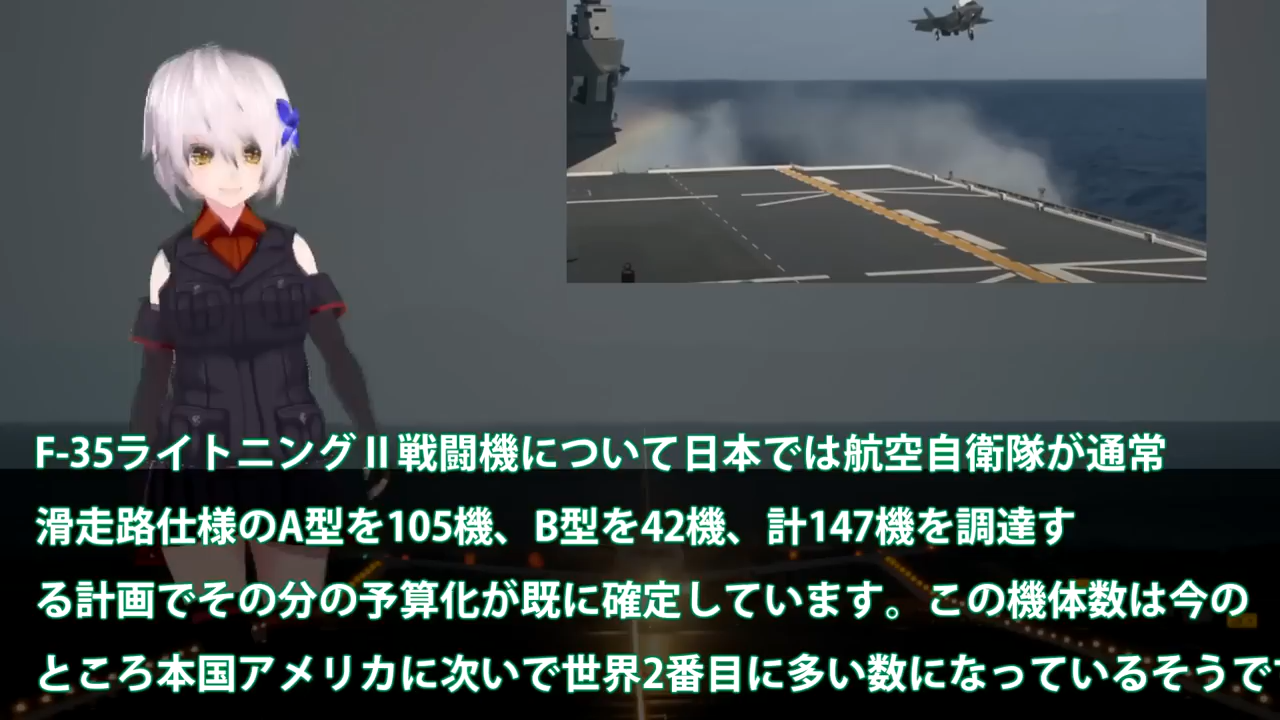 F-35ライトニングⅡ戦闘機について日本では航空自衛隊が通常
滑走路仕様のA型を105機、B型を42機、計147機を調達す
る計画でその分の予算化が既に確定しています。この機体数は今の
ところ本国アメリカに次いで世界2番目に多い数になっているそうで